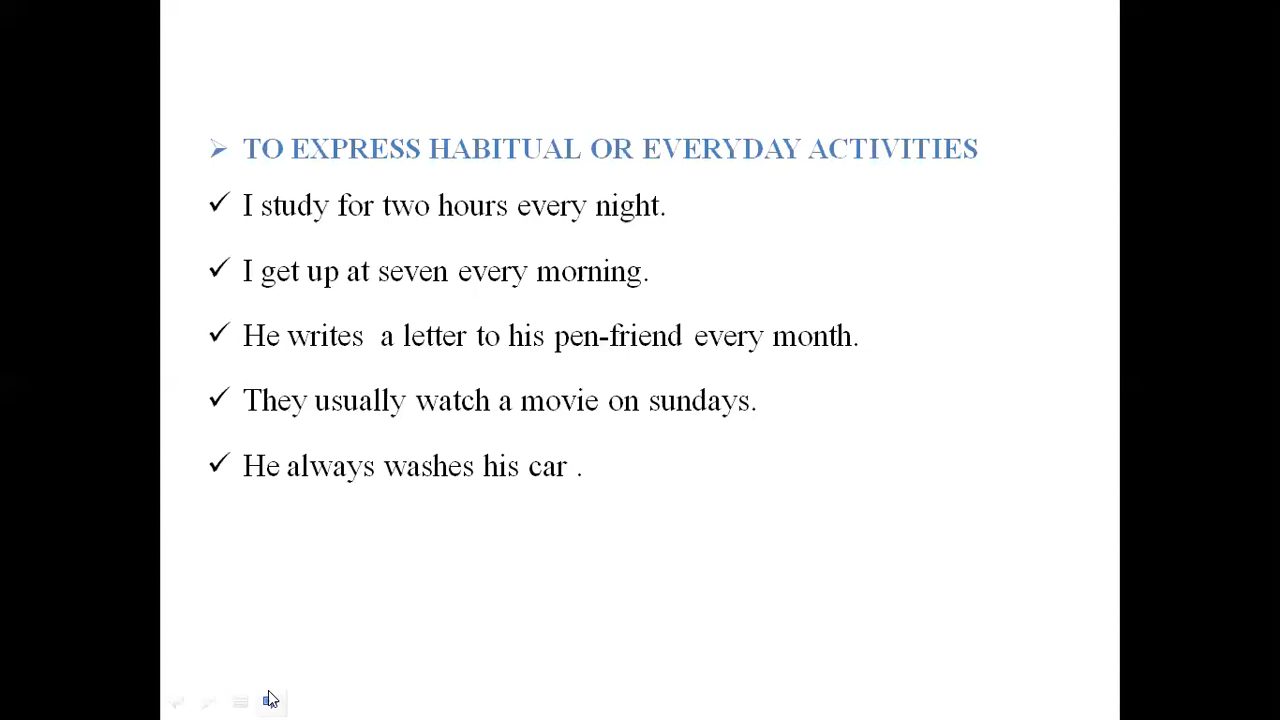 ➢ TO EXPRESS HABITUAL OR EVERYDAY ACTIVITIES
✓ I study for two hours every night.
✓ I get up at seven every morning.
✓ He writes  a letter to his pen-friend every month.
✓ They usually watch a movie on sundays.
✓ He always washes his car .